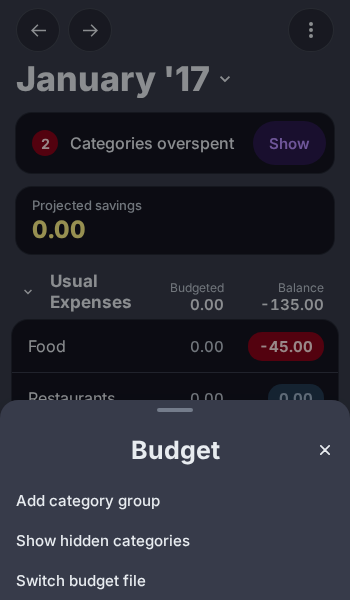 January '17
2 Categories overspent Show
Projected savings
0.00
Usual Expenses
Budgeted 0.00
Balance -135.00
Food 0.00 -45.00
Restaurants 0.00 0.00
Budget
Add category group
Show hidden categories
Switch budget file